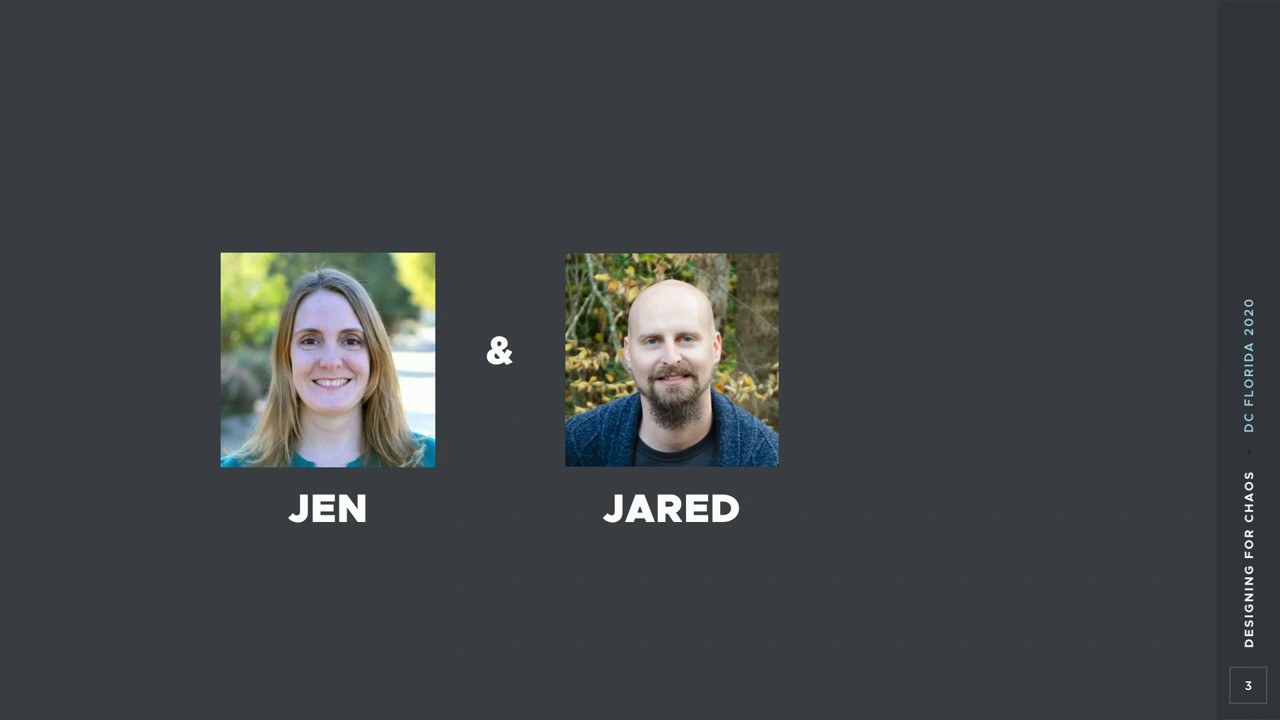 &
JEN
JARED
DESIGNING FOR CHAOS + DC FLORIDA 2020
3